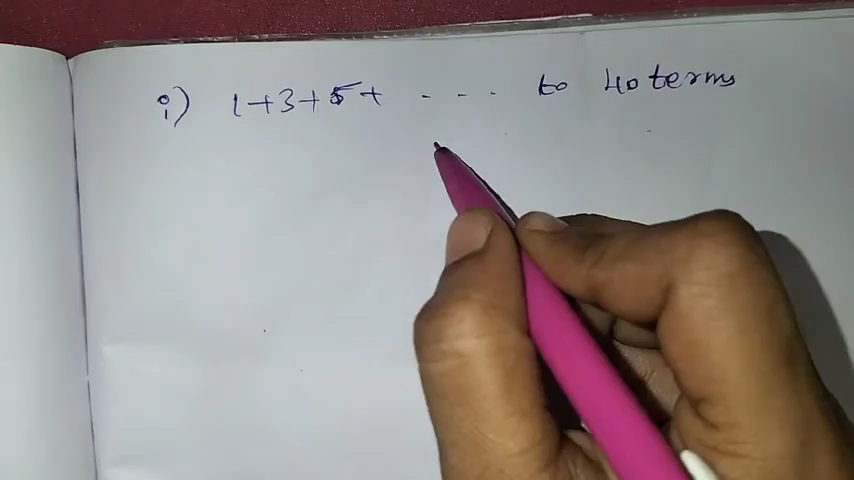 i) 1+3+5+ - - - to 40 terms